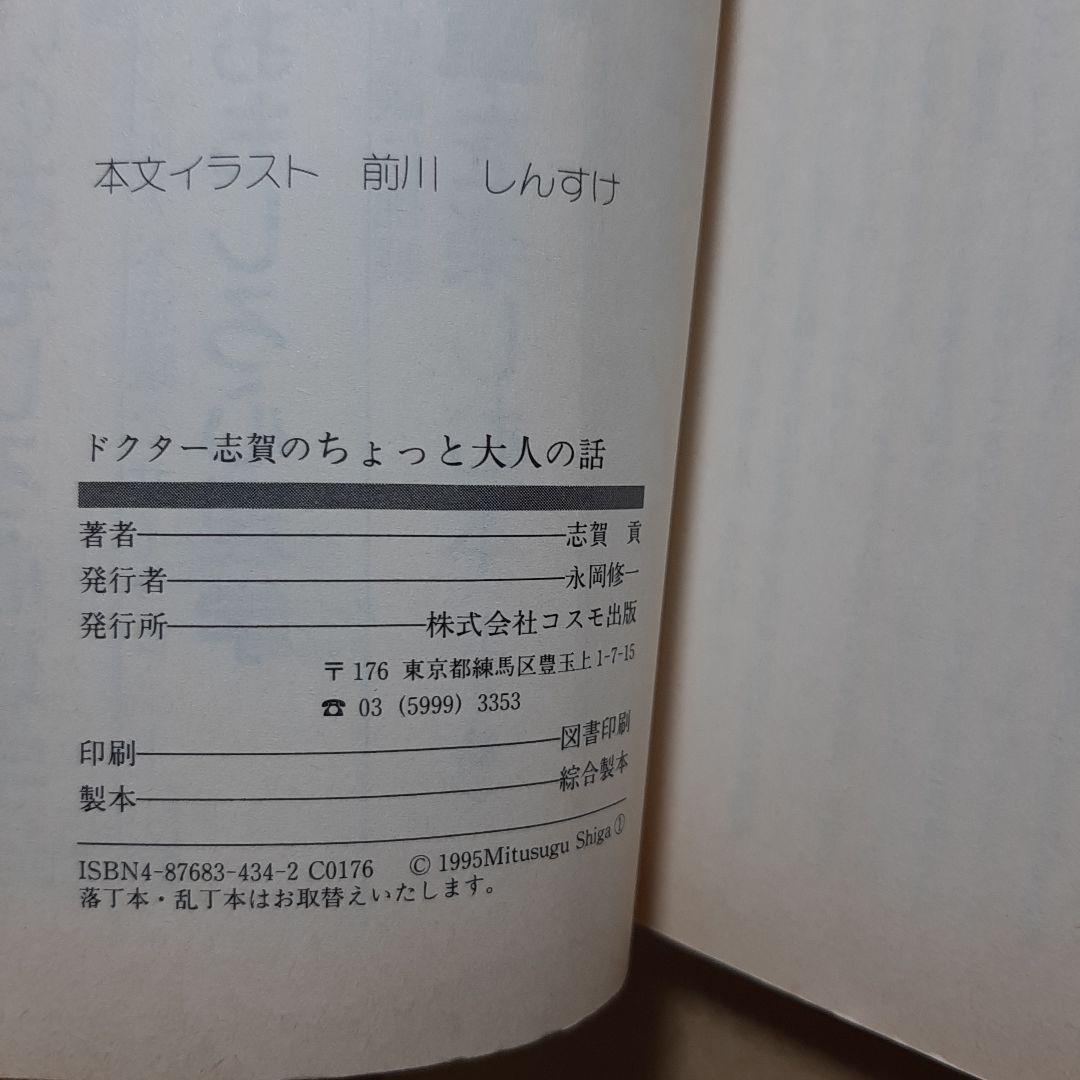 本文イラスト　前川　しんすけ
ドクター志賀のちょっと大人の話
著者――――――――志賀　貢
発行者――――――――永岡修一
発行所――――――株式会社コスモ出版
〒176 東京都練馬区豊玉上1-7-15
☎ 03 (5999) 3353
印刷――――――――図書印刷
製本――――――――綜合製本
ISBN4-87683-434-2 C0176　© 1995Mitusugu Shiga①
落丁本・乱丁本はお取替えいたします。